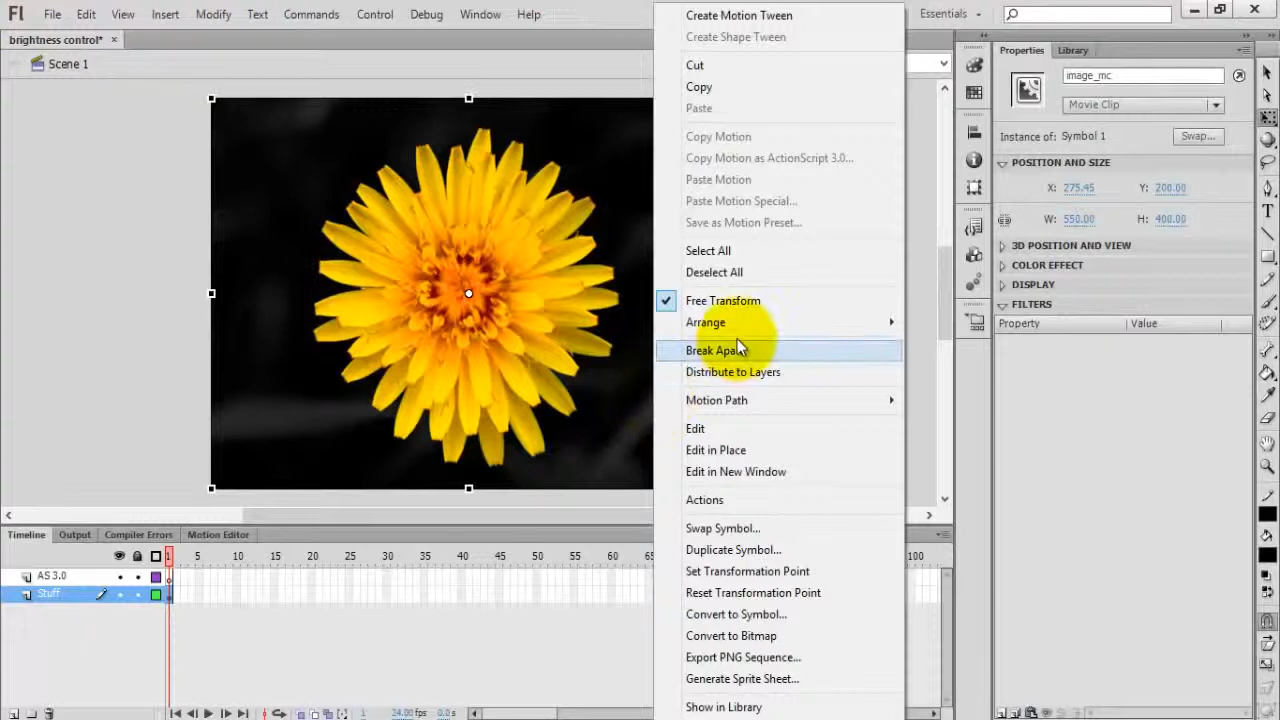 Fl File Edit View Insert Modify Text Commands Control Debug Window Help Essentials
brightness control* ×
Scene 1
Create Motion Tween
Create Shape Tween
Cut
Copy
Paste
Copy Motion
Copy Motion as ActionScript 3.0...
Paste Motion
Paste Motion Special...
Save as Motion Preset...
Select All
Deselect All
Free Transform
Arrange
Break Apart
Distribute to Layers
Motion Path
Edit
Edit in Place
Edit in New Window
Actions
Swap Symbol...
Duplicate Symbol...
Set Transformation Point
Reset Transformation Point
Convert to Symbol...
Convert to Bitmap
Export PNG Sequence...
Generate Sprite Sheet...
Show in Library
Properties Library
image_mc
Movie Clip
Instance of: Symbol 1 Swap...
POSITION AND SIZE
X: 275.45 Y: 200.00
W: 550.00 H: 400.00
3D POSITION AND VIEW
COLOR EFFECT
DISPLAY
FILTERS
Property Value
Timeline Output Compiler Errors Motion Editor
1 5 10 15 20 25 30 35 40 45 50 55 60 65 100
AS 3.0
Stuff
1 24.00fps 0.0s